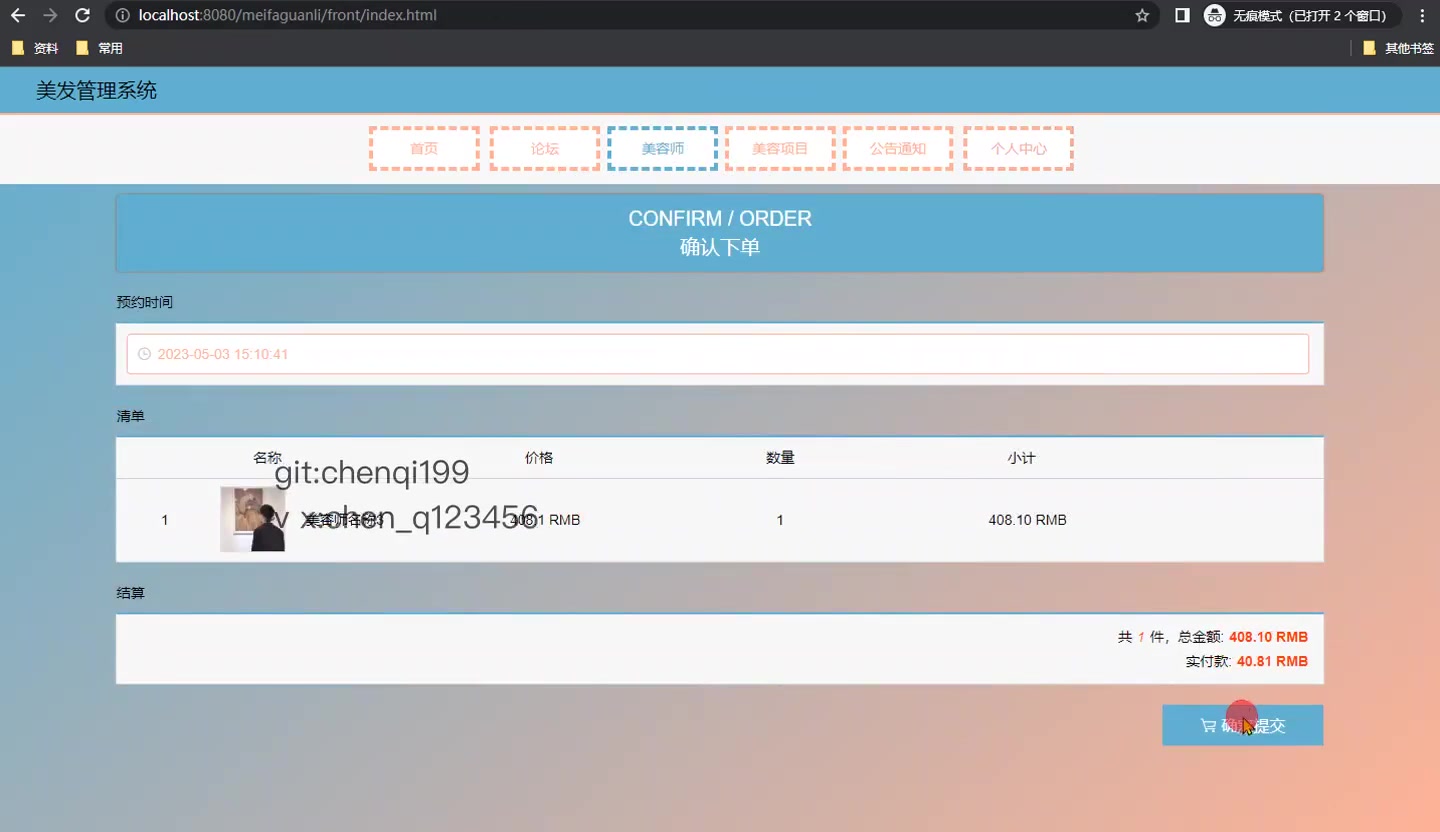 localhost:8080/meifaguanli/front/index.html
无痕模式 (已打开 2 个窗口)
资料 常用 其他书签
美发管理系统
首页 论坛 美容师 美容项目 公告通知 个人中心
CONFIRM / ORDER
确认下单
预约时间
2023-05-03 15:10:41
清单
名称 价格 数量 小计
git:chenqi199
1 美容师名称3 408.1 RMB 1 408.10 RMB
v x:chen_q123456
结算
共 1 件，总金额: 408.10 RMB
实付款: 40.81 RMB
确认提交